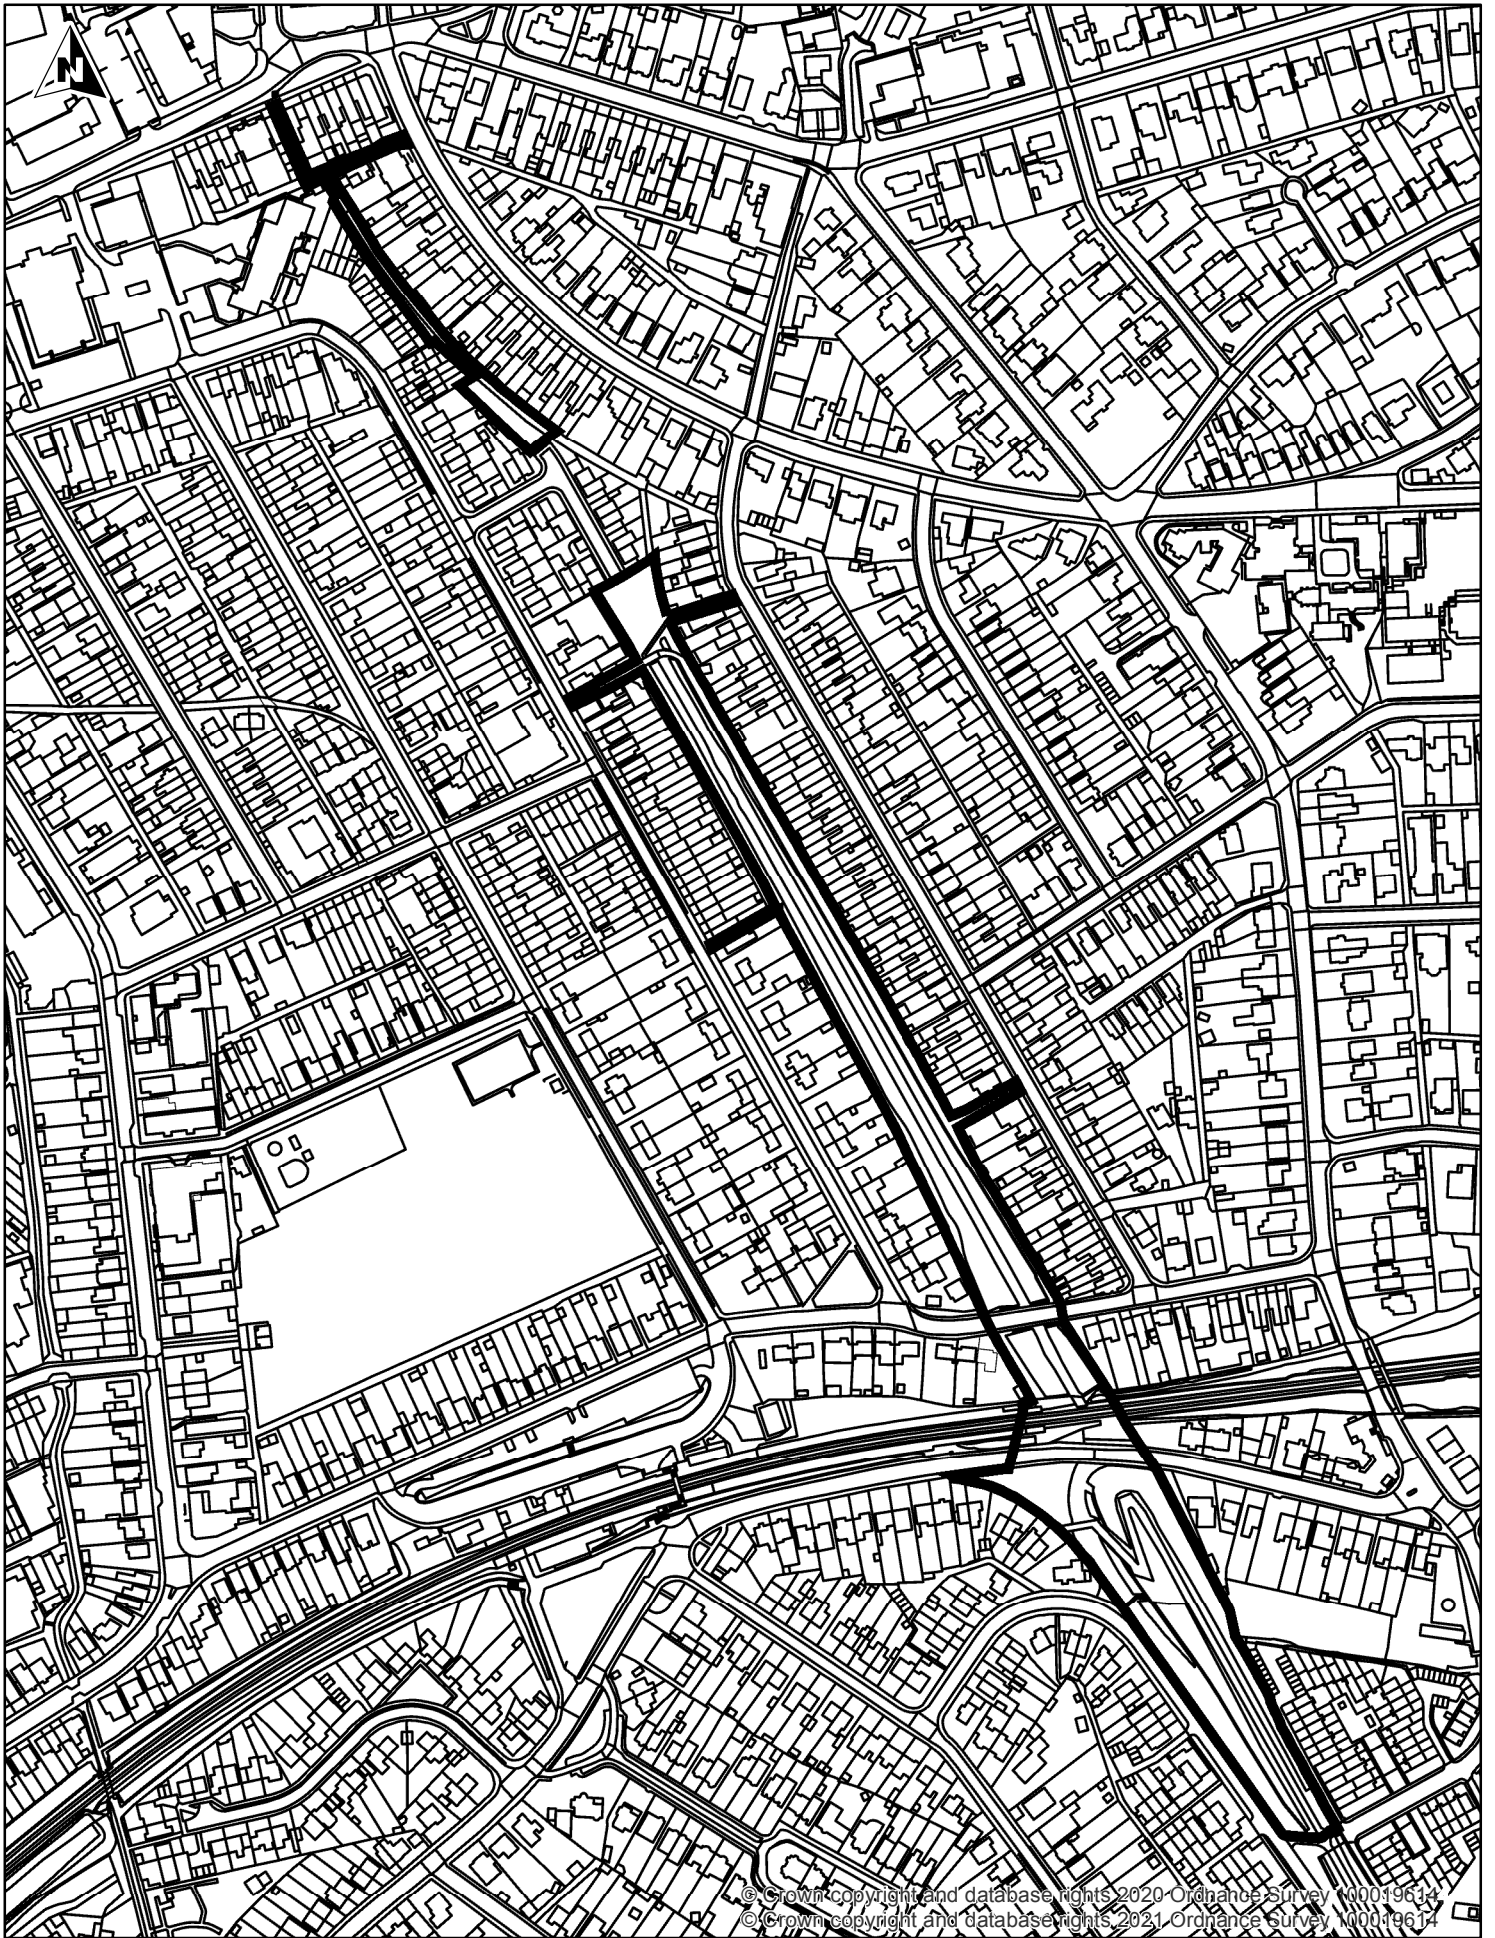 N
© Crown copyright and database rights 2020 Ordnance Survey 100019614
© Crown copyright and database rights 2021 Ordnance Survey 100019614